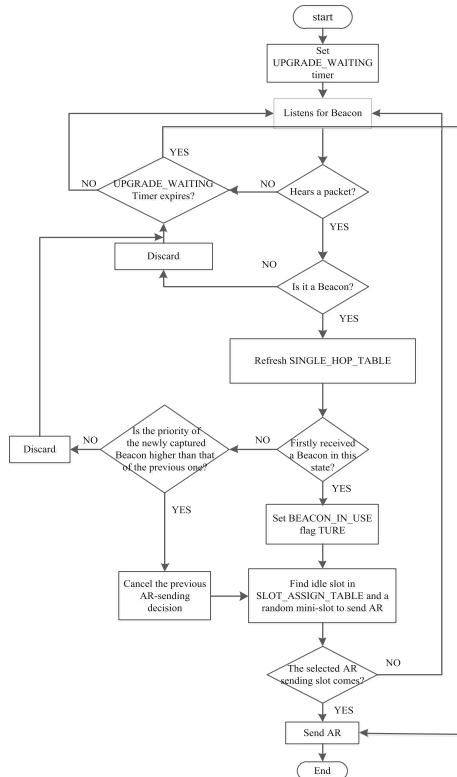 start
Set
UPGRADE_WAITING
timer
Listens for Beacon
YES
NO
UPGRADE_WAITING
Timer expires?
NO
Hears a packet?
YES
Discard
NO
Is it a Beacon?
YES
Refresh SINGLE_HOP_TABLE
Discard
NO
Is the priority of
the newly captured
Beacon higher than that
of the previous one?
NO
Firstly received
a Beacon in this
state?
YES
YES
Set BEACON_IN_USE
flag TURE
Cancel the previous
AR-sending
decision
Find idle slot in
SLOT_ASSIGN_TABLE and a
random mini-slot to send AR
The selected AR
sending slot comes?
NO
YES
Send AR
End